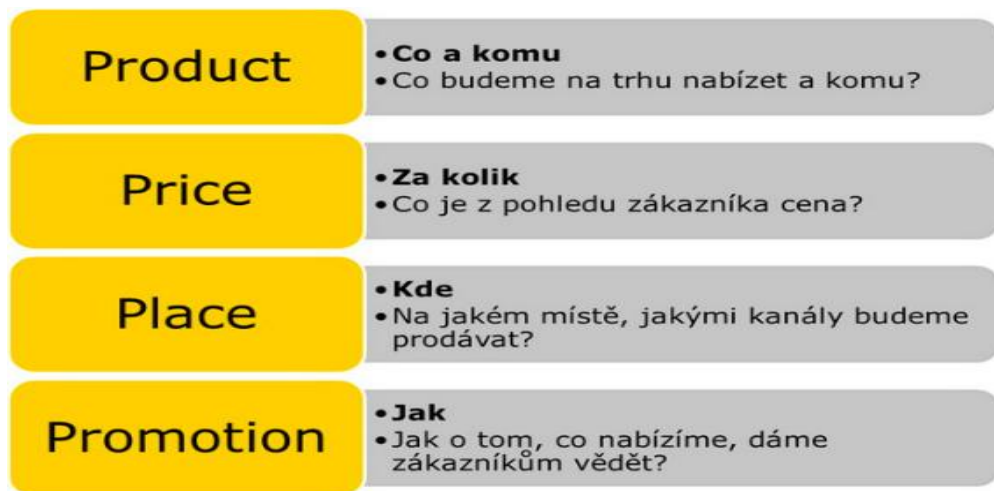 Product
•Co a komu
•Co budeme na trhu nabízet a komu?
Price
•Za kolik
•Co je z pohledu zákazníka cena?
Place
•Kde
•Na jakém místě, jakými kanály budeme
prodávat?
Promotion
•Jak
•Jak o tom, co nabízíme, dáme
zákazníkům vědět?